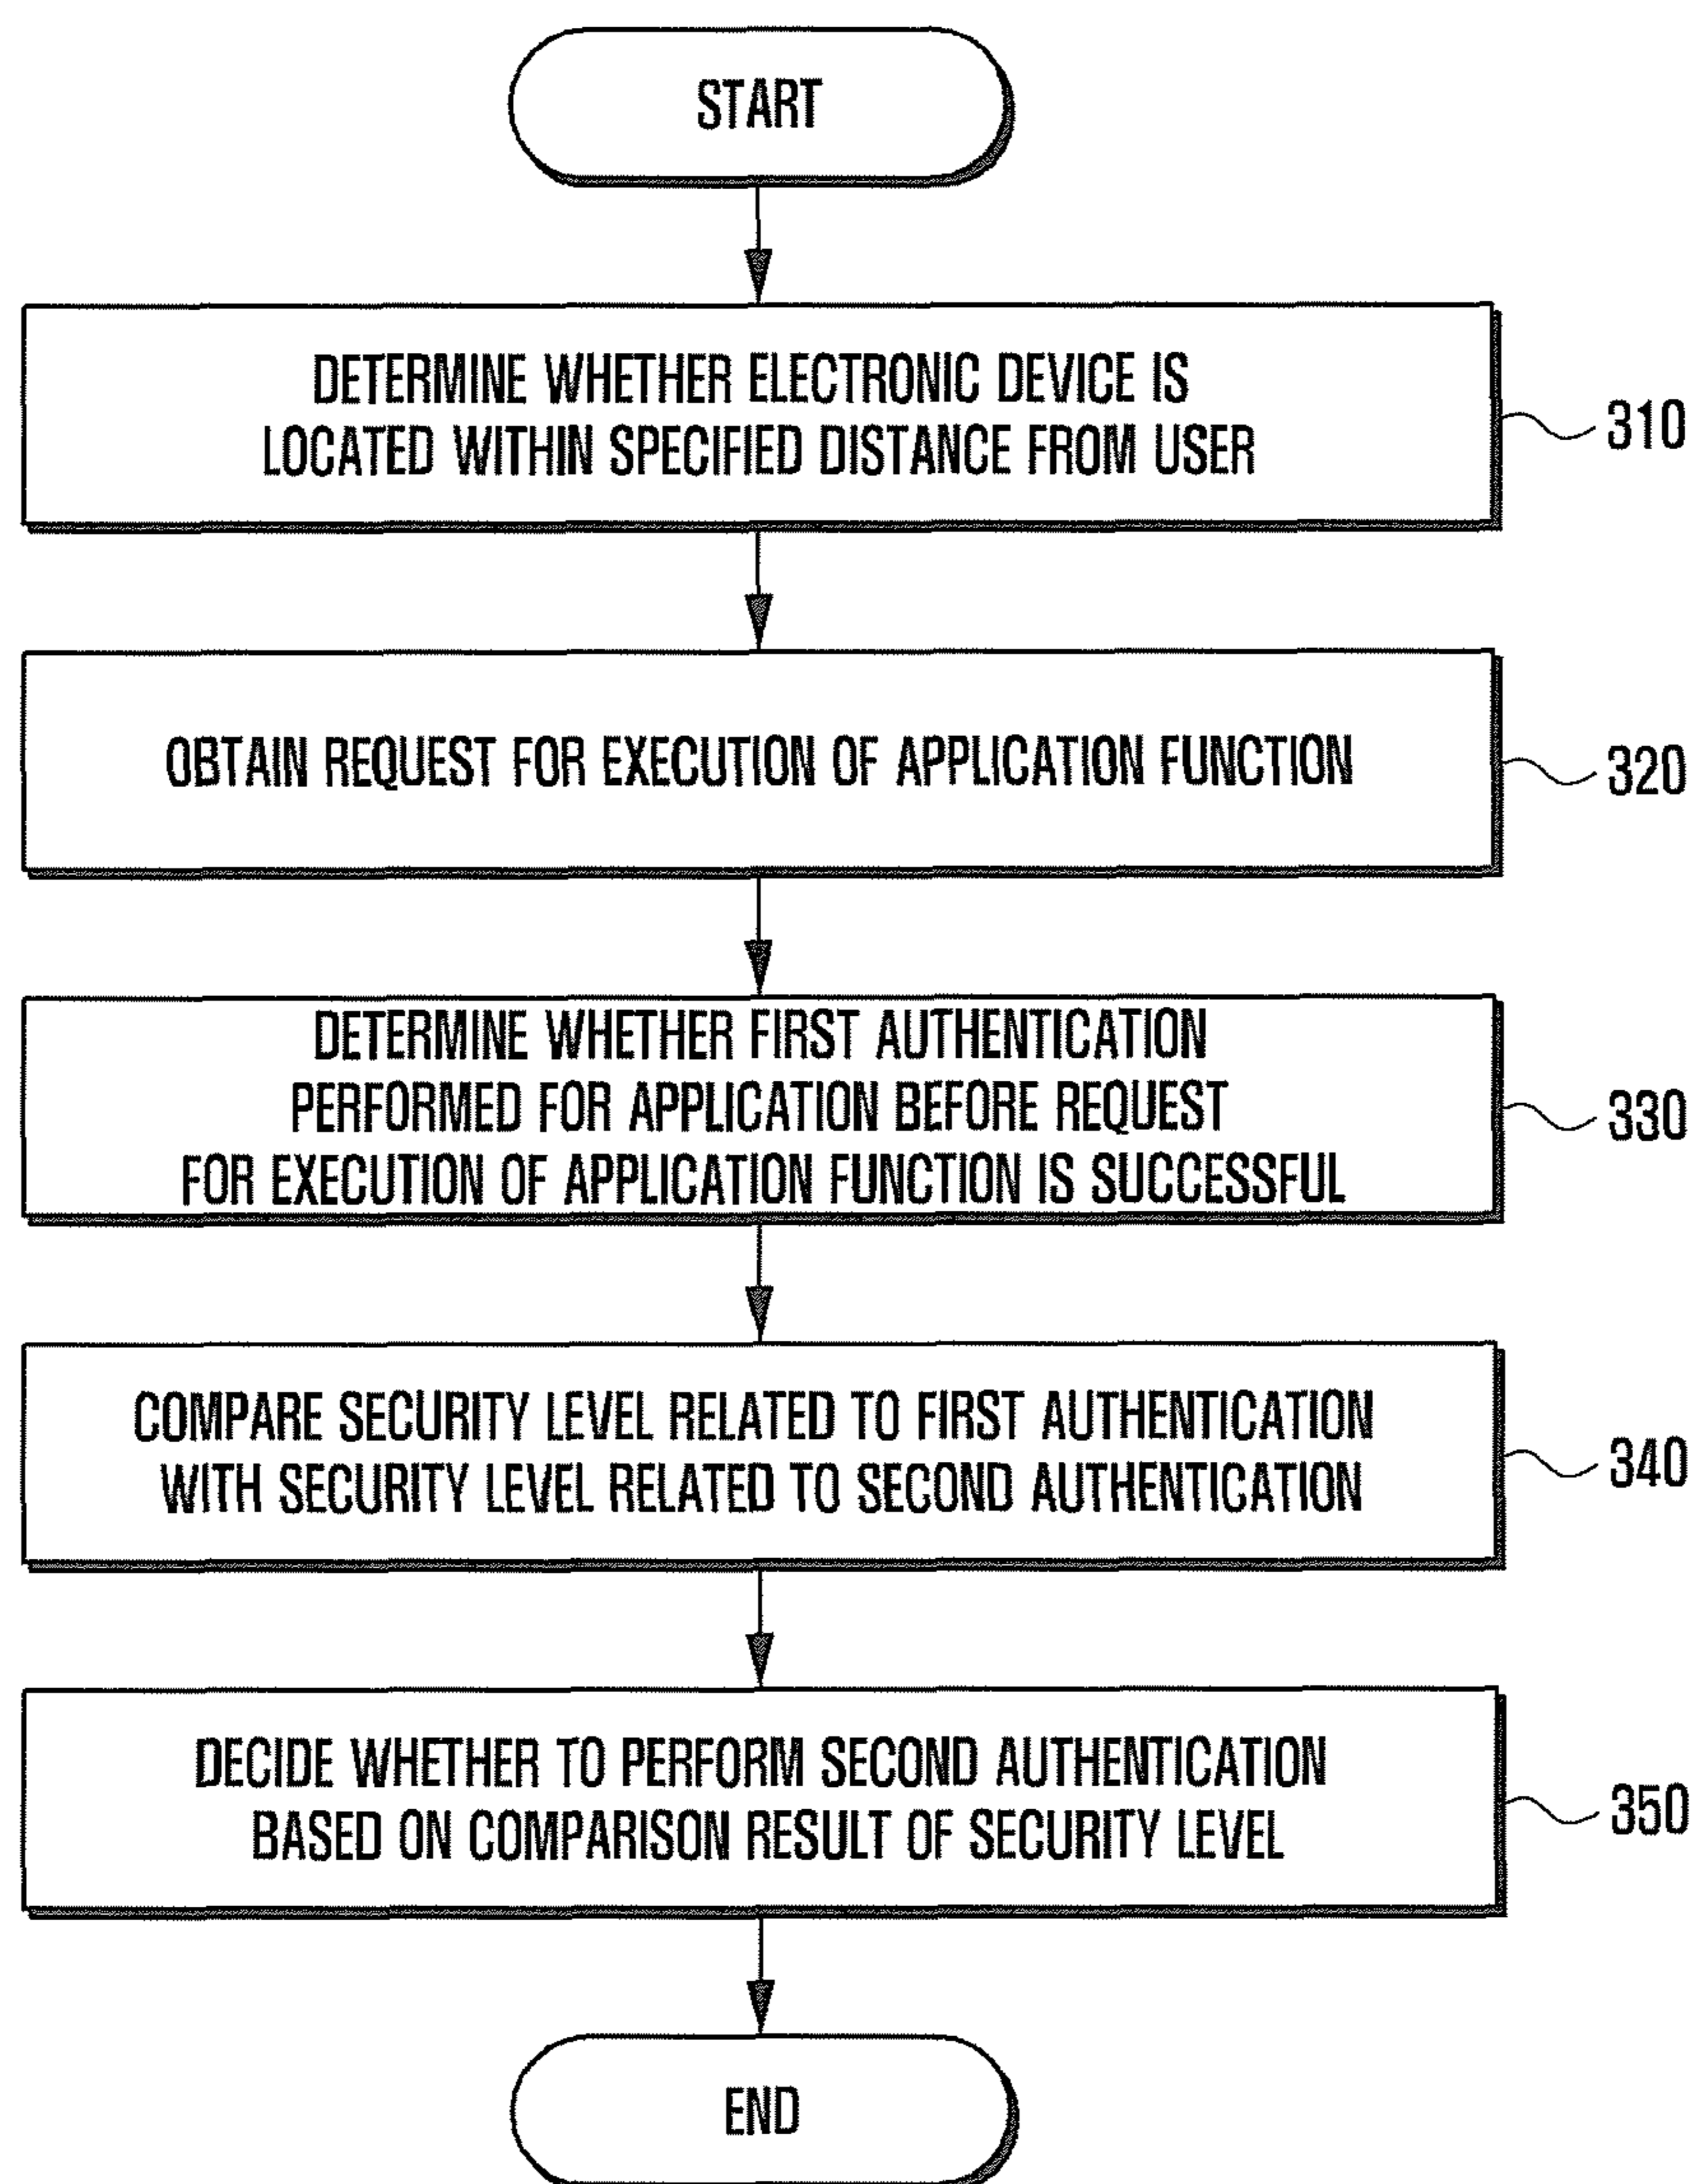 START
DETERMINE WHETHER ELECTRONIC DEVICE IS
LOCATED WITHIN SPECIFIED DISTANCE FROM USER
310
OBTAIN REQUEST FOR EXECUTION OF APPLICATION FUNCTION
320
DETERMINE WHETHER FIRST AUTHENTICATION
PERFORMED FOR APPLICATION BEFORE REQUEST
FOR EXECUTION OF APPLICATION FUNCTION IS SUCCESSFUL
330
COMPARE SECURITY LEVEL RELATED TO FIRST AUTHENTICATION
WITH SECURITY LEVEL RELATED TO SECOND AUTHENTICATION
340
DECIDE WHETHER TO PERFORM SECOND AUTHENTICATION
BASED ON COMPARISON RESULT OF SECURITY LEVEL
350
END